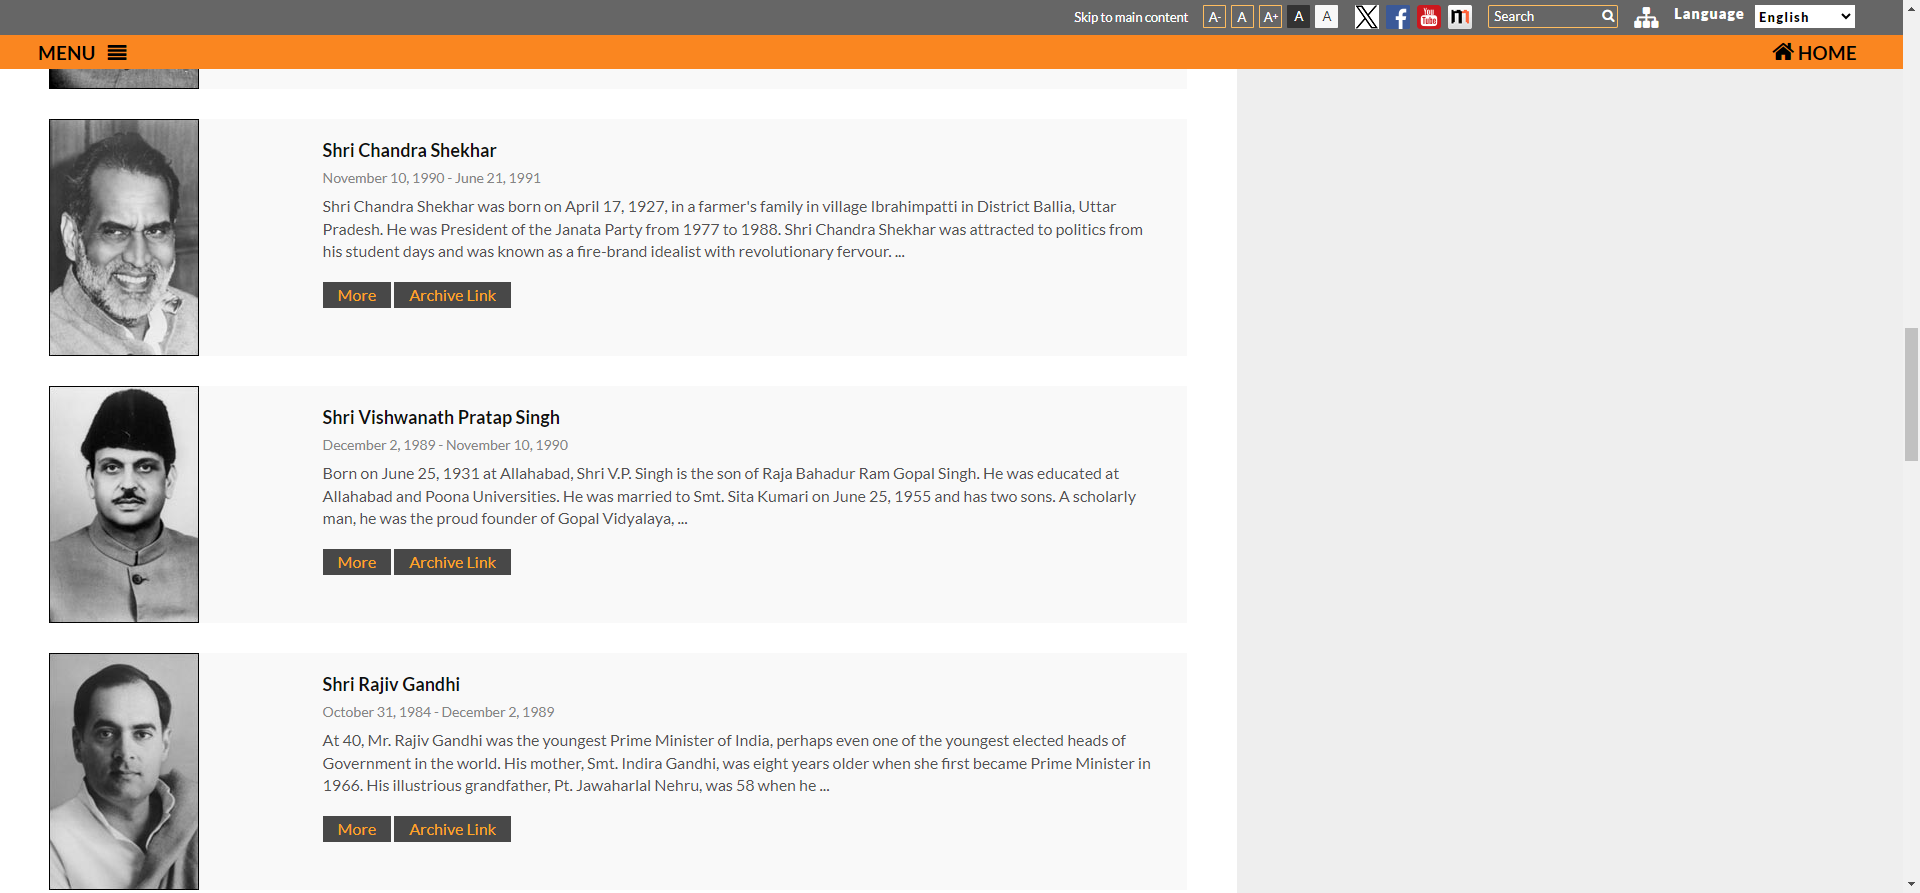 Skip to main content A- A A+ A A X f You Tube m Search Language English
MENU HOME
Shri Chandra Shekhar
November 10, 1990 - June 21, 1991
Shri Chandra Shekhar was born on April 17, 1927, in a farmer's family in village Ibrahimpatti in District Ballia, Uttar
Pradesh. He was President of the Janata Party from 1977 to 1988. Shri Chandra Shekhar was attracted to politics from
his student days and was known as a fire-brand idealist with revolutionary fervour. ...
More Archive Link
Shri Vishwanath Pratap Singh
December 2, 1989 - November 10, 1990
Born on June 25, 1931 at Allahabad, Shri V.P. Singh is the son of Raja Bahadur Ram Gopal Singh. He was educated at
Allahabad and Poona Universities. He was married to Smt. Sita Kumari on June 25, 1955 and has two sons. A scholarly
man, he was the proud founder of Gopal Vidyalaya, ...
More Archive Link
Shri Rajiv Gandhi
October 31, 1984 - December 2, 1989
At 40, Mr. Rajiv Gandhi was the youngest Prime Minister of India, perhaps even one of the youngest elected heads of
Government in the world. His mother, Smt. Indira Gandhi, was eight years older when she first became Prime Minister in
1966. His illustrious grandfather, Pt. Jawaharlal Nehru, was 58 when he ...
More Archive Link